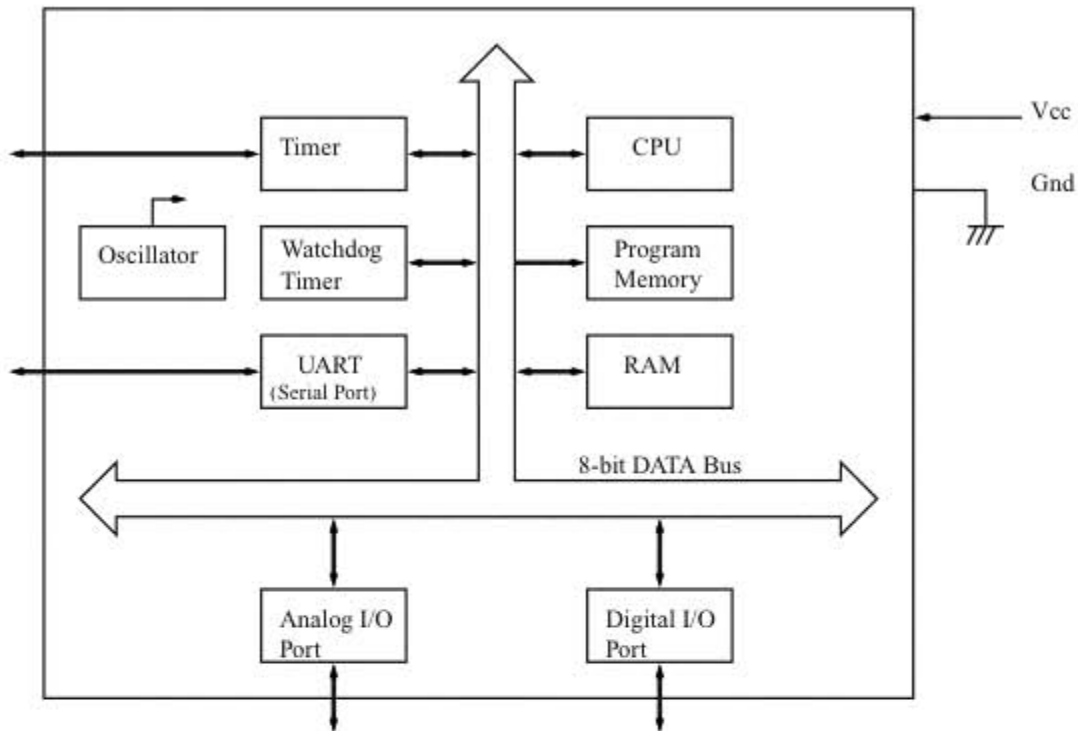 Timer
CPU
Vcc
Gnd
Oscillator
Watchdog
Timer
Program
Memory
UART
(Serial Port)
RAM
8-bit DATA Bus
Analog I/O
Port
Digital I/O
Port